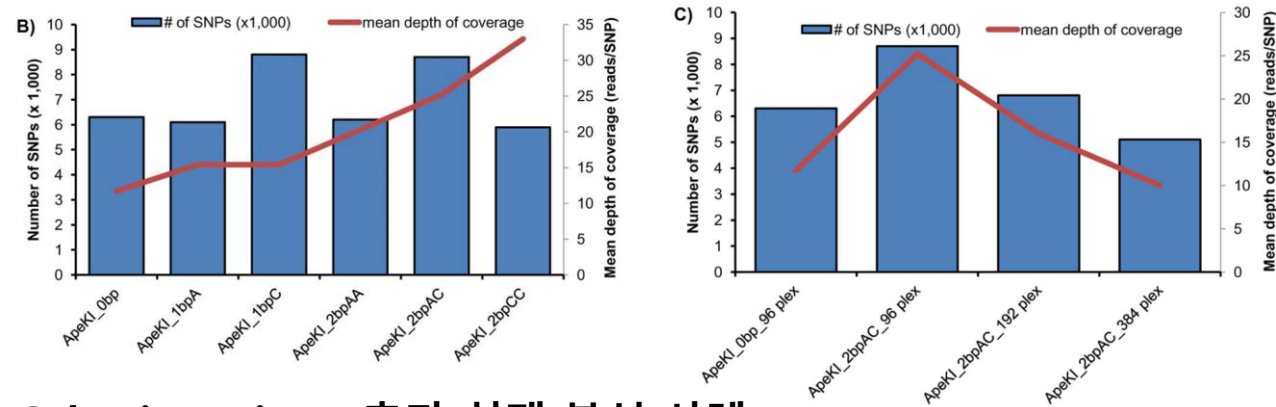 B)
# of SNPs (x1,000)
mean depth of coverage
Number of SNPs (x 1,000)
10
9
8
7
6
5
4
3
2
1
0
35
30
25
20
15
10
5
0
Mean depth of coverage (reads/SNP)
ApeKI_0bp
ApeKI_1bpA
ApeKI_1bpC
ApeKI_2bpAA
ApeKI_2bpAC
ApeKI_2bpCC
C)
# of SNPs (x 1,000)
mean depth of coverage
Number of SNPs (x 1,000)
10
9
8
7
6
5
4
3
2
1
0
30
25
20
15
10
5
0
Mean depth of coverage (reads/SNP)
ApeKI_0bp_96 plex
ApeKI_2bpAC_96 plex
ApeKI_2bpAC_192 plex
ApeKI_2bpAC_384 plex